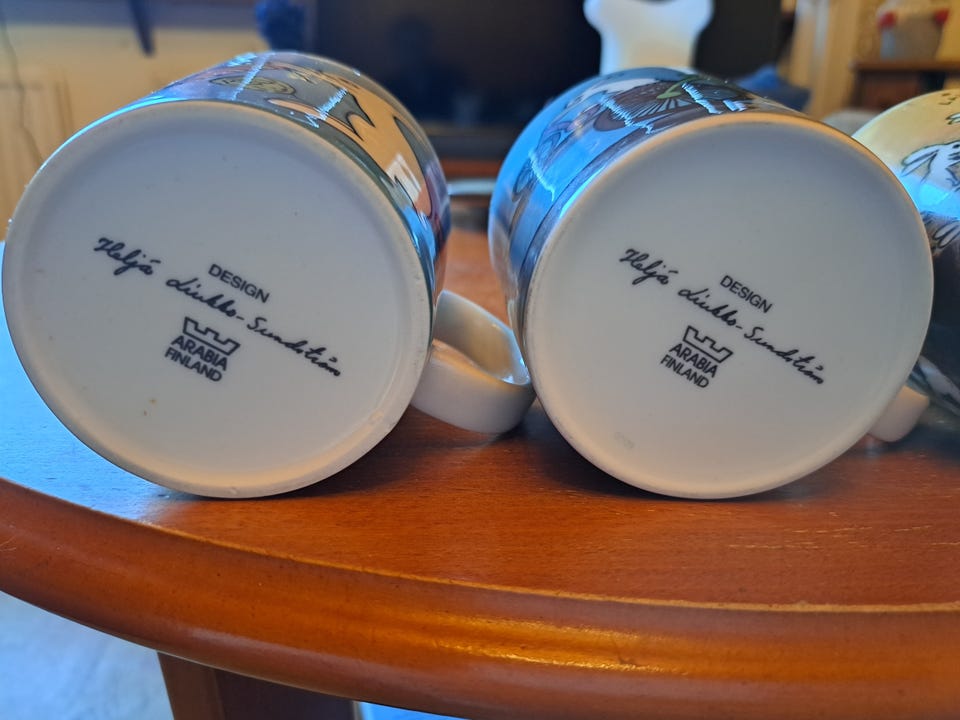 DESIGN
Heljä Liukko-Sundström
ARABIA
FINLAND
DESIGN
Heljä Liukko-Sundström
ARABIA
FINLAND